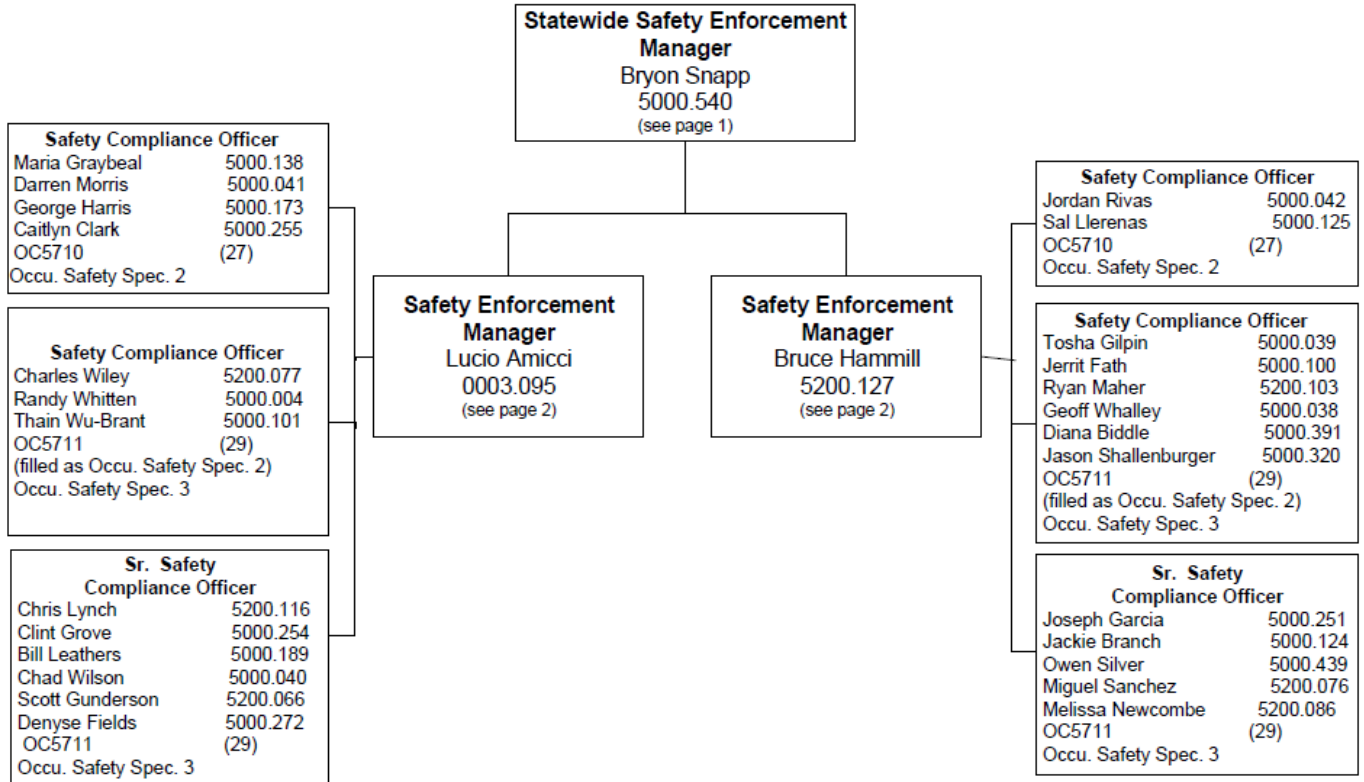 Statewide Safety Enforcement
Manager
Bryon Snapp
5000.540
(see page 1)
Safety Compliance Officer
Maria Graybeal 5000.138
Darren Morris 5000.041
George Harris 5000.173
Caitlyn Clark 5000.255
OC5710 (27)
Occu. Safety Spec. 2
Safety Compliance Officer
Charles Wiley 5200.077
Randy Whitten 5000.004
Thain Wu-Brant 5000.101
OC5711 (29)
(filled as Occu. Safety Spec. 2)
Occu. Safety Spec. 3
Sr. Safety
Compliance Officer
Chris Lynch 5200.116
Clint Grove 5000.254
Bill Leathers 5000.189
Chad Wilson 5000.040
Scott Gunderson 5200.066
Denyse Fields 5000.272
OC5711 (29)
Occu. Safety Spec. 3
Safety Enforcement
Manager
Lucio Amicci
0003.095
(see page 2)
Safety Enforcement
Manager
Bruce Hammill
5200.127
(see page 2)
Safety Compliance Officer
Jordan Rivas 5000.042
Sal Llerenas 5000.125
OC5710 (27)
Occu. Safety Spec. 2
Safety Compliance Officer
Tosha Gilpin 5000.039
Jerrit Fath 5000.100
Ryan Maher 5200.103
Geoff Whalley 5000.038
Diana Biddle 5000.391
Jason Shallenburger 5000.320
OC5711 (29)
(filled as Occu. Safety Spec. 2)
Occu. Safety Spec. 3
Sr. Safety
Compliance Officer
Joseph Garcia 5000.251
Jackie Branch 5000.124
Owen Silver 5000.439
Miguel Sanchez 5200.076
Melissa Newcombe 5200.086
OC5711 (29)
Occu. Safety Spec. 3